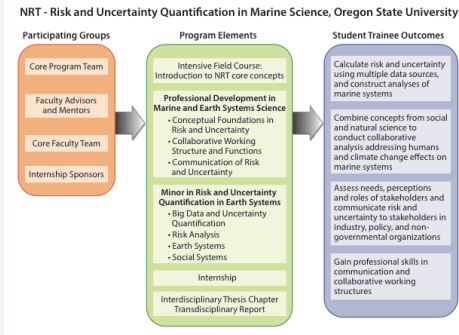 NRT - Risk and Uncertainty Quantification in Marine Science, Oregon State University
Participating Groups
Core Program Team
Faculty Advisors
and Mentors
Core Faculty Team
Internship Sponsors
Program Elements
Intensive Field Course:
Introduction to NRT core concepts
Professional Development in
Marine and Earth Systems Science
• Conceptual Foundations in
Risk and Uncertainty
• Collaborative Working
Structure and Functions
• Communication of Risk
and Uncertainty
Minor in Risk and Uncertainty
Quantification in Earth Systems
• Big Data and Uncertainty
Quantification
• Risk Analysis
• Earth Systems
• Social Systems
Internship
Interdisciplinary Thesis Chapter
Transdisciplinary Report
Student Trainee Outcomes
Calculate risk and uncertainty
using multiple data sources,
and construct analyses of
marine systems
Combine concepts from social
and natural science to
conduct collaborative
analysis addressing humans
and climate change effects on
marine systems
Assess needs, perceptions
and roles of stakeholders and
communicate risk and
uncertainty to stakeholders in
industry, policy, and non-
governmental organizations
Gain professional skills in
communication and
collaborative working
structures